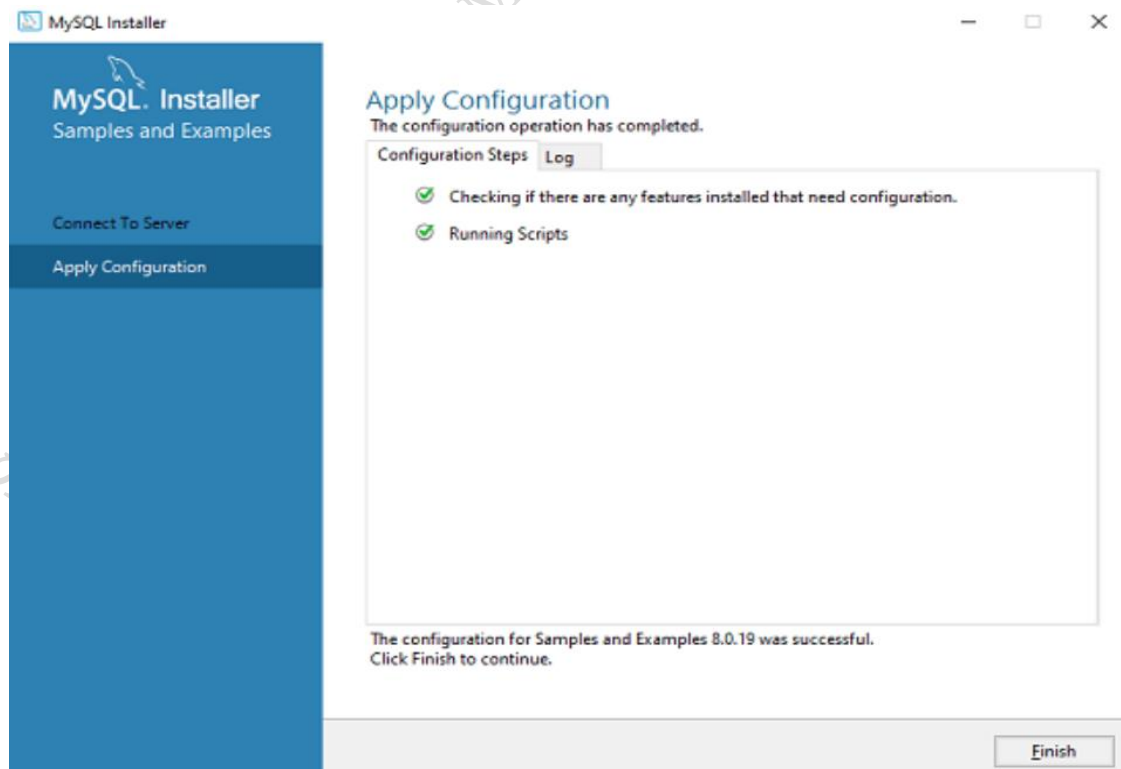 MySQL Installer
MySQL. Installer
Samples and Examples
Connect To Server
Apply Configuration
Apply Configuration
The configuration operation has completed.
Configuration Steps
Log
Checking if there are any features installed that need configuration.
Running Scripts
The configuration for Samples and Examples 8.0.19 was successful.
Click Finish to continue.
Finish